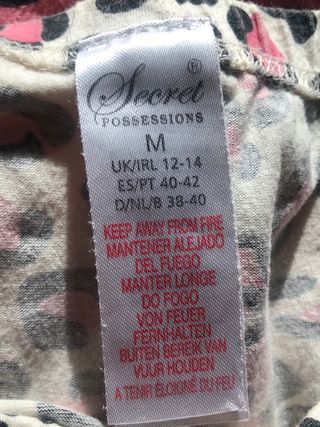 Secret®
POSSESSIONS
M
UK/IRL 12-14
ES/PT 40-42
D/NL/B 38-40
KEEP AWAY FROM FIRE
MANTENER ALEJADO
DEL FUEGO
MANTER LONGE
DO FOGO
VON FEUER
FERNHALTEN
BUITEN BEREIK VAN
VUUR HOUDEN
A TENIR ÉLOIGNÉ DU FEU